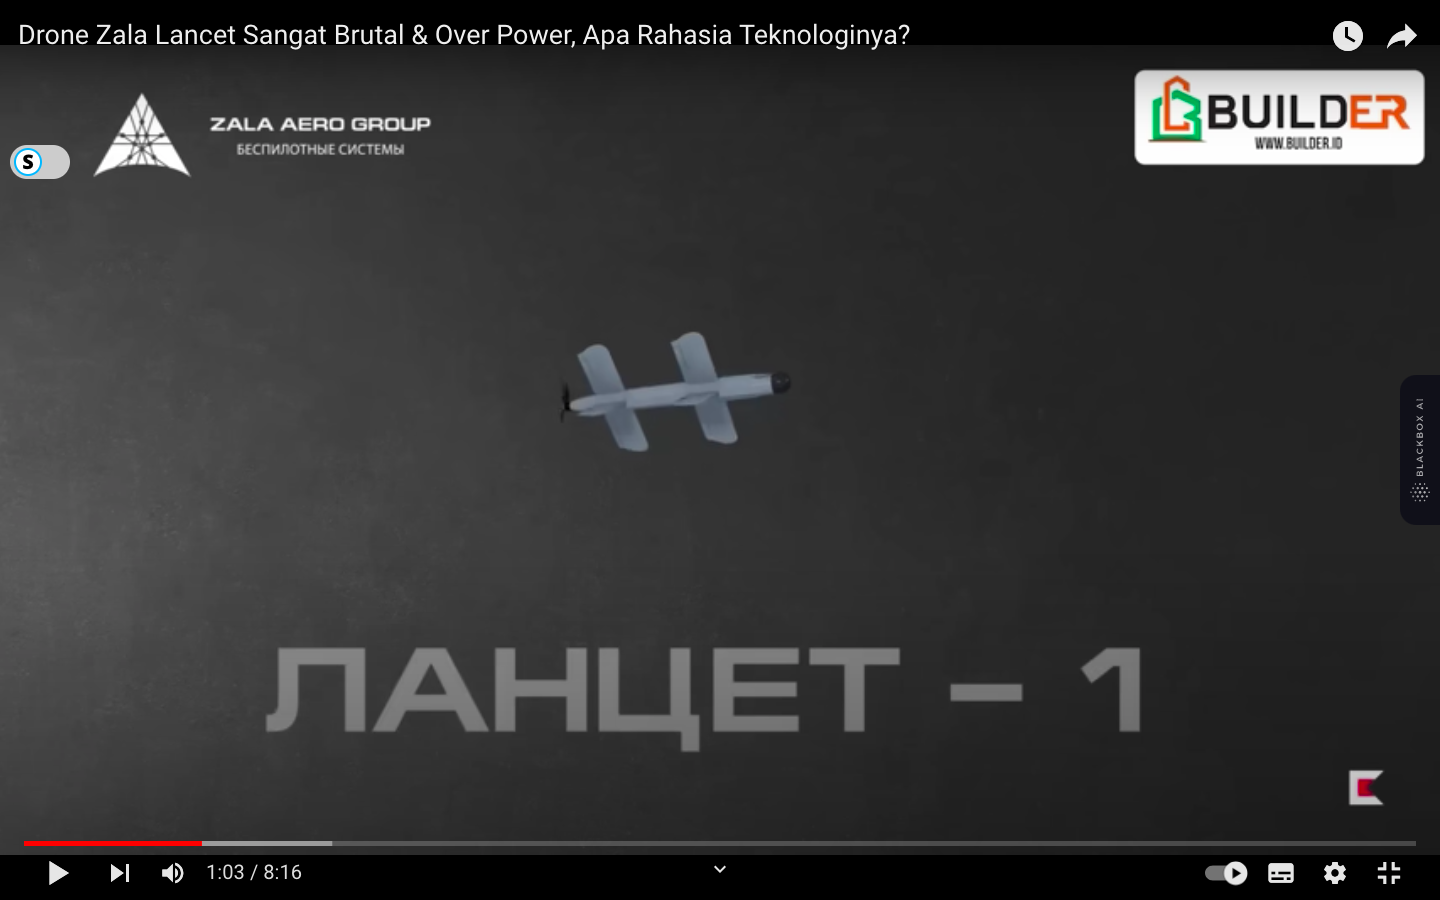 Drone Zala Lancet Sangat Brutal & Over Power, Apa Rahasia Teknologinya?
ZALA AERO GROUP
БЕСПИЛОТНЫЕ СИСТЕМЫ
BUILDER
WWW.BUILDER.ID
S
BLACKBOX AI
ЛАНЦЕТ – 1
1:03 / 8:16